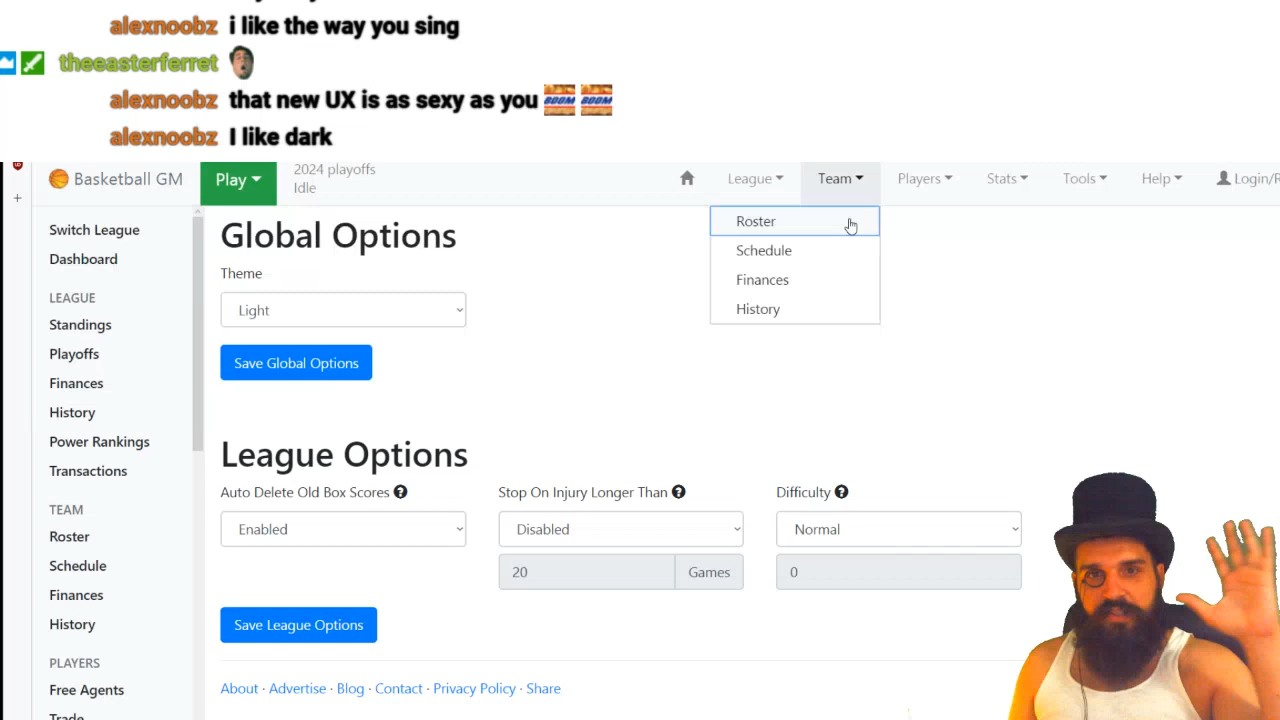 alexnoobz i like the way you sing
theeasterferret
alexnoobz that new UX is as sexy as you BOOM BOOM
alexnoobz I like dark
Basketball GM
Play
2024 playoffs
Idle
League
Team
Players
Stats
Tools
Help
Login/R
Roster
Schedule
Finances
History
Switch League
Dashboard
LEAGUE
Standings
Playoffs
Finances
History
Power Rankings
Transactions
TEAM
Roster
Schedule
Finances
History
PLAYERS
Free Agents
Trade
Global Options
Theme
Light
Save Global Options
League Options
Auto Delete Old Box Scores
Enabled
Stop On Injury Longer Than
Disabled
20 Games
Difficulty
Normal
0
Save League Options
About · Advertise · Blog · Contact · Privacy Policy · Share